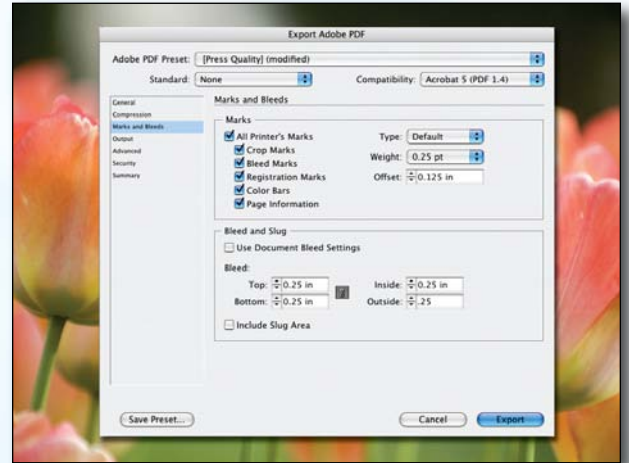 Export Adobe PDF
Adobe PDF Preset: [Press Quality] (modified)
Standard: None Compatibility: Acrobat 5 (PDF 1.4)
General
Compression
Marks and Bleeds
Output
Advanced
Security
Summary
Marks and Bleeds
Marks
All Printer's Marks
Crop Marks
Bleed Marks
Registration Marks
Color Bars
Page Information
Type: Default
Weight: 0.25 pt
Offset: 0.125 in
Bleed and Slug
Use Document Bleed Settings
Bleed:
Top: 0.25 in Inside: 0.25 in
Bottom: 0.25 in Outside: .25
Include Slug Area
Save Preset... Cancel Export